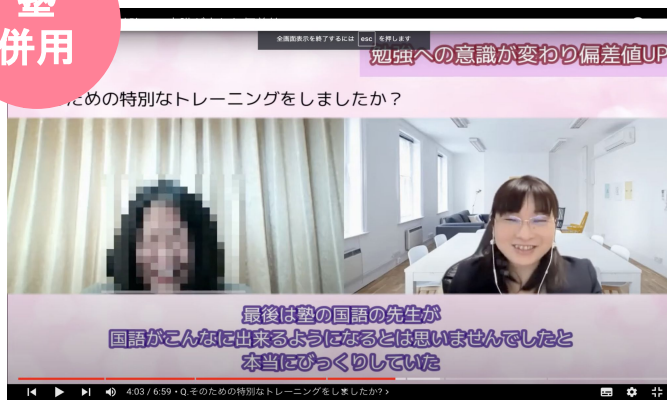 塾
併用
全画面表示を終了するには esc を押します
勉強への意識が変わり偏差値UP
ための特別なトレーニングをしましたか？
最後は塾の国語の先生が
国語がこんなに出来るようになるとは思いませんでしたと
本当にびっくりしていた
4:03 / 6:59・Q.そのための特別なトレーニングをしましたか? ›